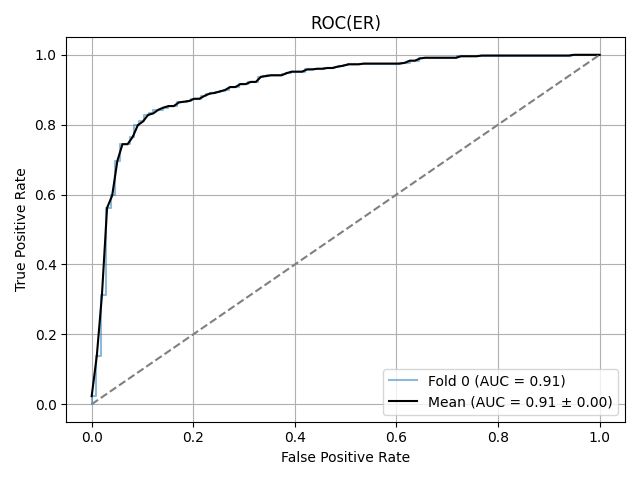 ROC(ER)
1.0
0.8
0.6
0.4
0.2
0.0
True Positive Rate
Fold 0 (AUC = 0.91)
Mean (AUC = 0.91 ± 0.00)
0.0 0.2 0.4 0.6 0.8 1.0
False Positive Rate